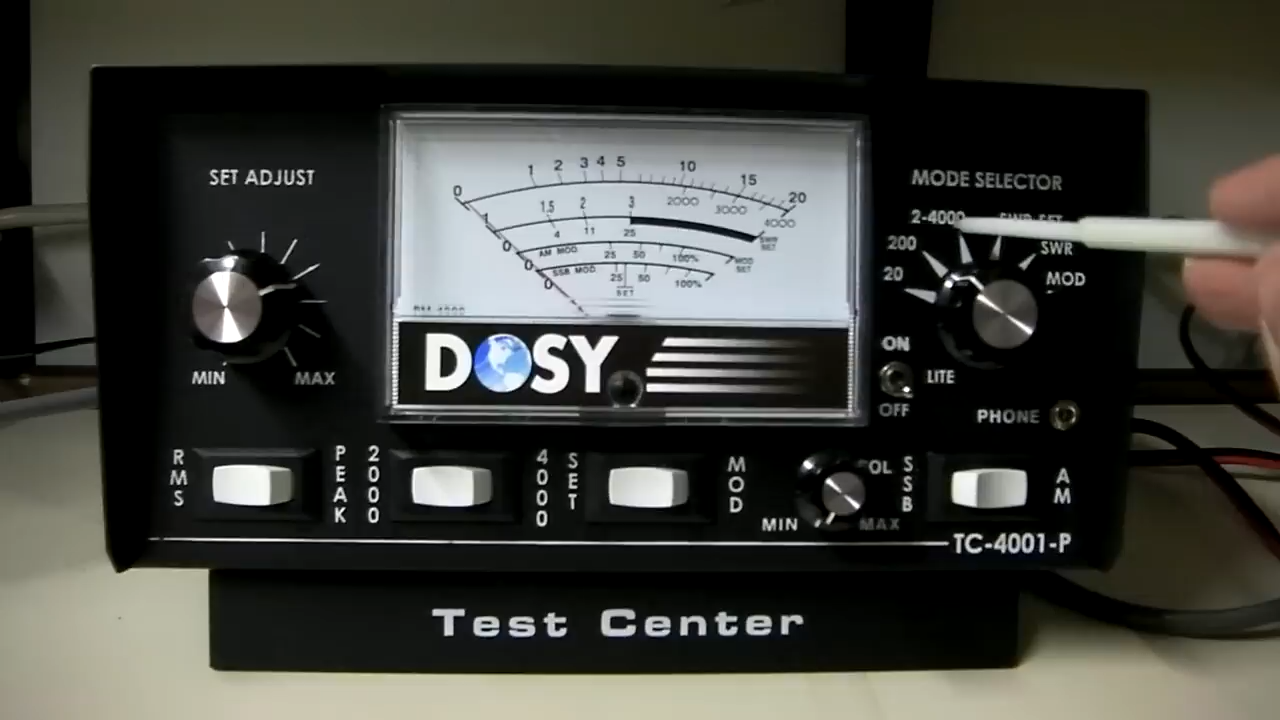 SET ADJUST
MIN
MAX
0 1 2 3 4 5 10 15 20
2000 3000 4000
1 1.5 2 3
SWR SET
0 4 11 25
AM MOD 25 50 100% MOD SET
0
SSB MOD 25 50 100%
0
SET
DOSY
MODE SELECTOR
2-4000
SWR SET
200
SWR
20
MOD
ON
OFF
LITE
PHONE
RMS
PEAK
2000
4000
SET
MOD
MIN
MAX
SSB
AM
TC-4001-P
Test Center